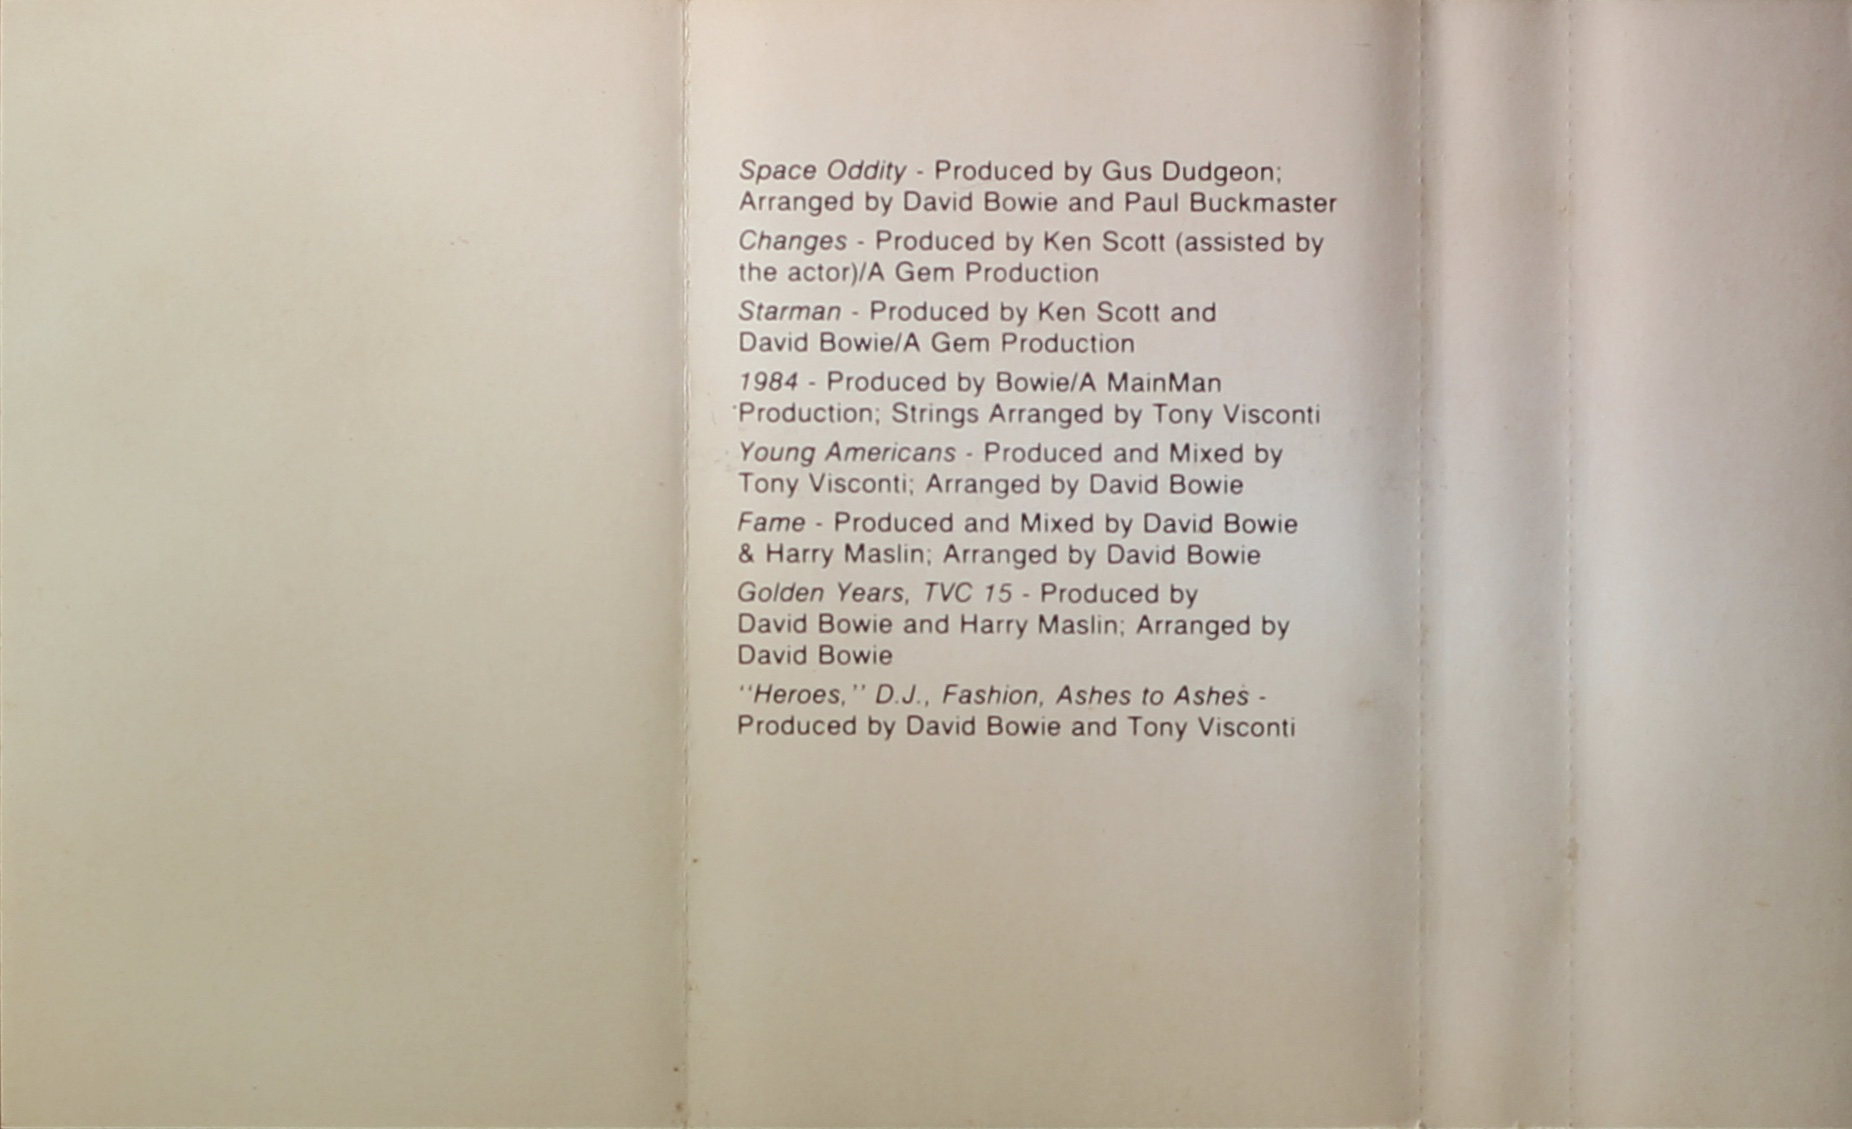 Space Oddity - Produced by Gus Dudgeon;
Arranged by David Bowie and Paul Buckmaster
Changes - Produced by Ken Scott (assisted by
the actor)/A Gem Production
Starman - Produced by Ken Scott and
David Bowie/A Gem Production
1984 - Produced by Bowie/A MainMan
Production; Strings Arranged by Tony Visconti
Young Americans - Produced and Mixed by
Tony Visconti; Arranged by David Bowie
Fame - Produced and Mixed by David Bowie
& Harry Maslin; Arranged by David Bowie
Golden Years, TVC 15 - Produced by
David Bowie and Harry Maslin; Arranged by
David Bowie
"Heroes," D.J., Fashion, Ashes to Ashes -
Produced by David Bowie and Tony Visconti